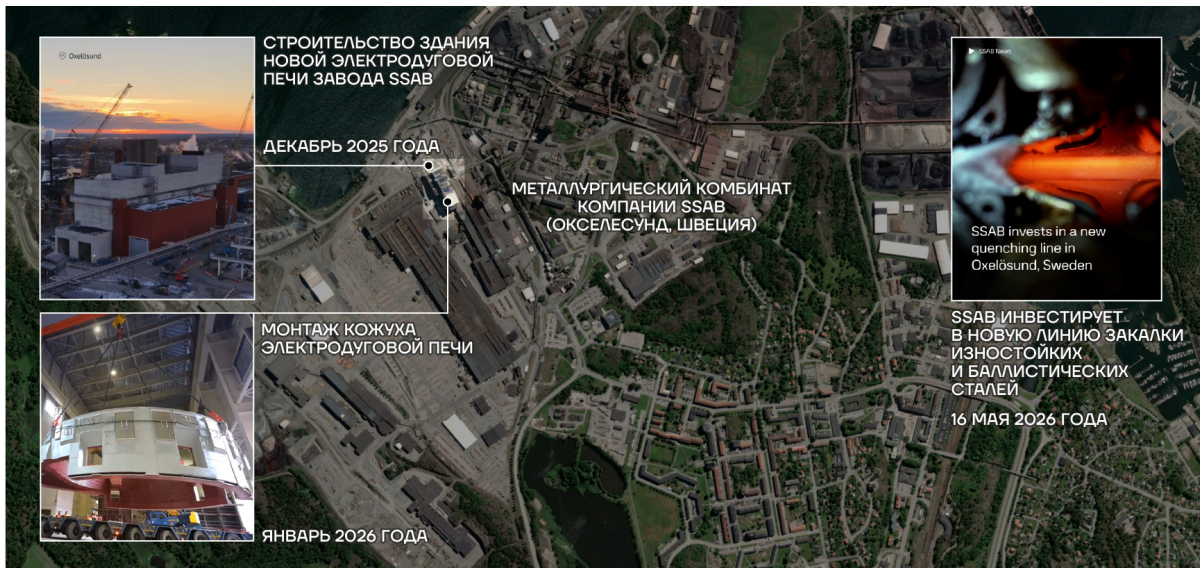 Oxelösund
СТРОИТЕЛЬСТВО ЗДАНИЯ
НОВОЙ ЭЛЕКТРОДУГОВОЙ
ПЕЧИ ЗАВОДА SSAB
ДЕКАБРЬ 2025 ГОДА
МЕТАЛЛУРГИЧЕСКИЙ КОМБИНАТ
КОМПАНИИ SSAB
(ОКСЕЛЕСУНД, ШВЕЦИЯ)
МОНТАЖ КОЖУХА
ЭЛЕКТРОДУГОВОЙ ПЕЧИ
ЯНВАРЬ 2026 ГОДА
SSAB News
SSAB invests in a new
quenching line in
Oxelösund, Sweden
SSAB ИНВЕСТИРУЕТ
В НОВУЮ ЛИНИЮ ЗАКАЛКИ
ИЗНОСТОЙКИХ
И БАЛЛИСТИЧЕСКИХ
СТАЛЕЙ
16 МАЯ 2026 ГОДА